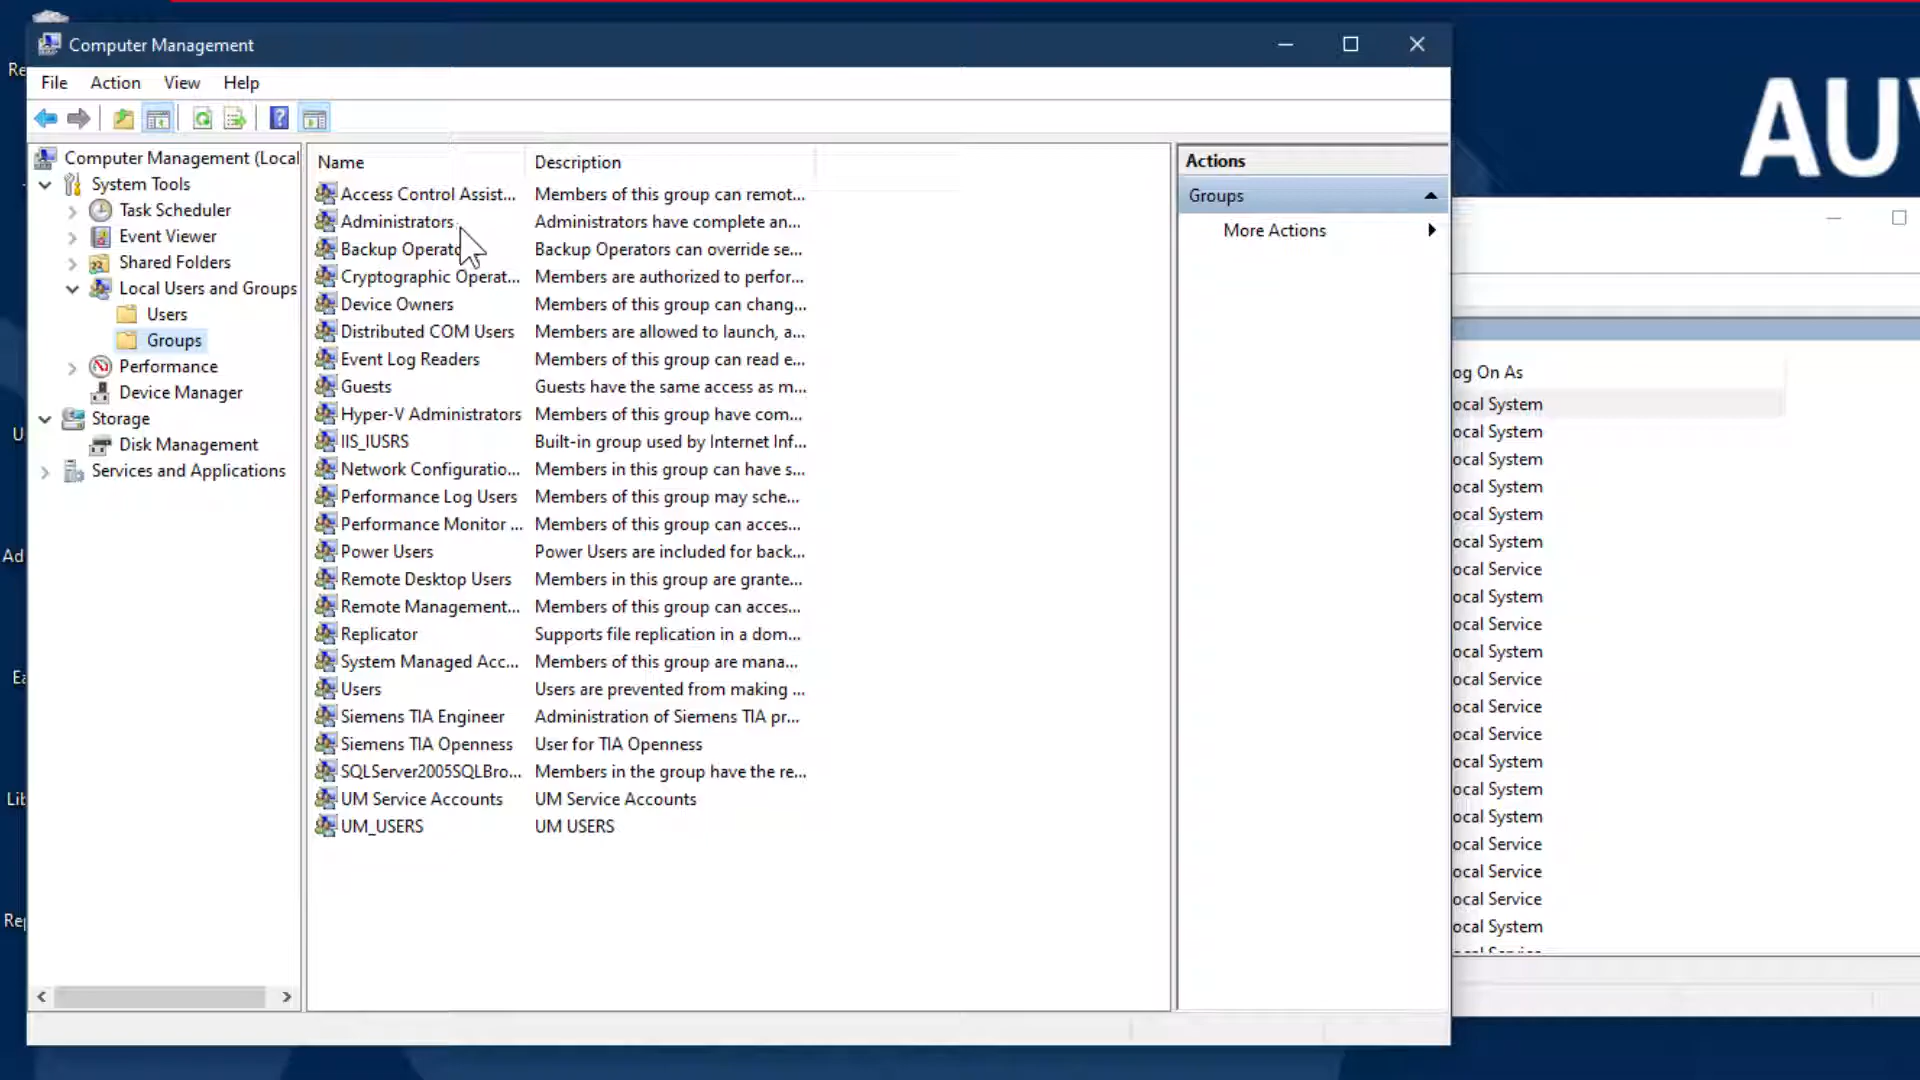 Computer Management
File Action View Help
Computer Management (Local
System Tools
Task Scheduler
Event Viewer
Shared Folders
Local Users and Groups
Users
Groups
Performance
Device Manager
Storage
Disk Management
Services and Applications
Name Description
Access Control Assist... Members of this group can remot...
Administrators Administrators have complete an...
Backup Operato Backup Operators can override se...
Cryptographic Operat... Members are authorized to perfor...
Device Owners Members of this group can chang...
Distributed COM Users Members are allowed to launch, a...
Event Log Readers Members of this group can read e...
Guests Guests have the same access as m...
Hyper-V Administrators Members of this group have com...
IIS_IUSRS Built-in group used by Internet Inf...
Network Configuratio... Members in this group can have s...
Performance Log Users Members of this group may sche...
Performance Monitor ... Members of this group can acces...
Power Users Power Users are included for back...
Remote Desktop Users Members in this group are grante...
Remote Management... Members of this group can acces...
Replicator Supports file replication in a dom...
System Managed Acc... Members of this group are mana...
Users Users are prevented from making ...
Siemens TIA Engineer Administration of Siemens TIA pr...
Siemens TIA Openness User for TIA Openness
SQLServer2005SQLBro... Members in the group have the re...
UM Service Accounts UM Service Accounts
UM_USERS UM USERS
Actions
Groups
More Actions
AUV
og On As
ocal System
ocal System
ocal System
ocal System
ocal System
ocal System
ocal Service
ocal System
ocal Service
ocal System
ocal Service
ocal Service
ocal Service
ocal System
ocal System
ocal System
ocal Service
ocal Service
ocal Service
ocal System
Re
U
Ad
Ea
Lib
Rep